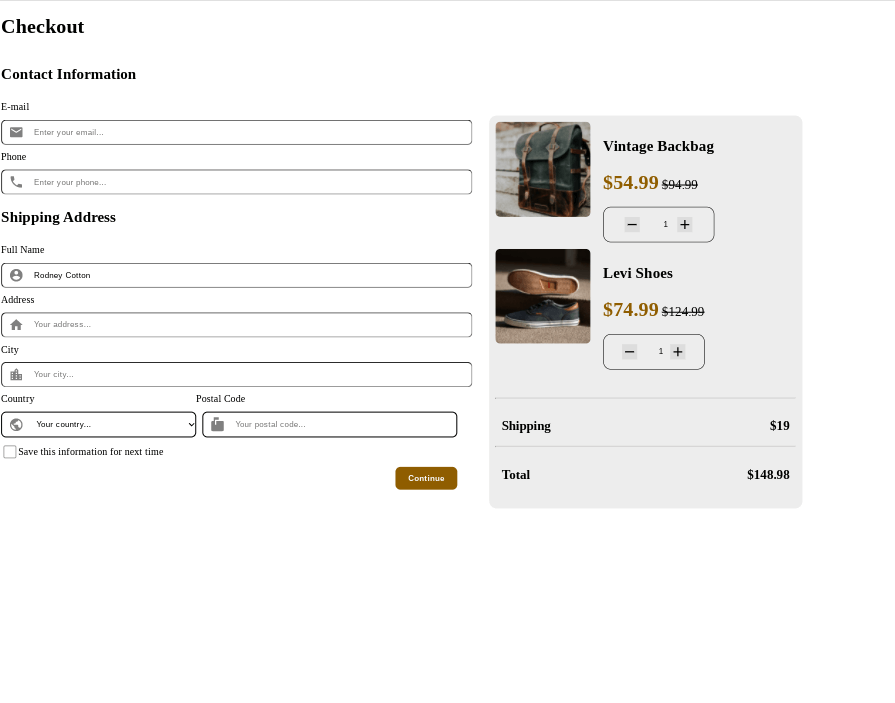 Checkout
Contact Information
E-mail
Enter your email...
Phone
Enter your phone...
Shipping Address
Full Name
Rodney Cotton
Address
Your address...
City
Your city...
Country
Postal Code
Your country...
Your postal code...
Save this information for next time
Continue
Vintage Backbag
$54.99 $94.99
1
Levi Shoes
$74.99 $124.99
1
Shipping $19
Total $148.98